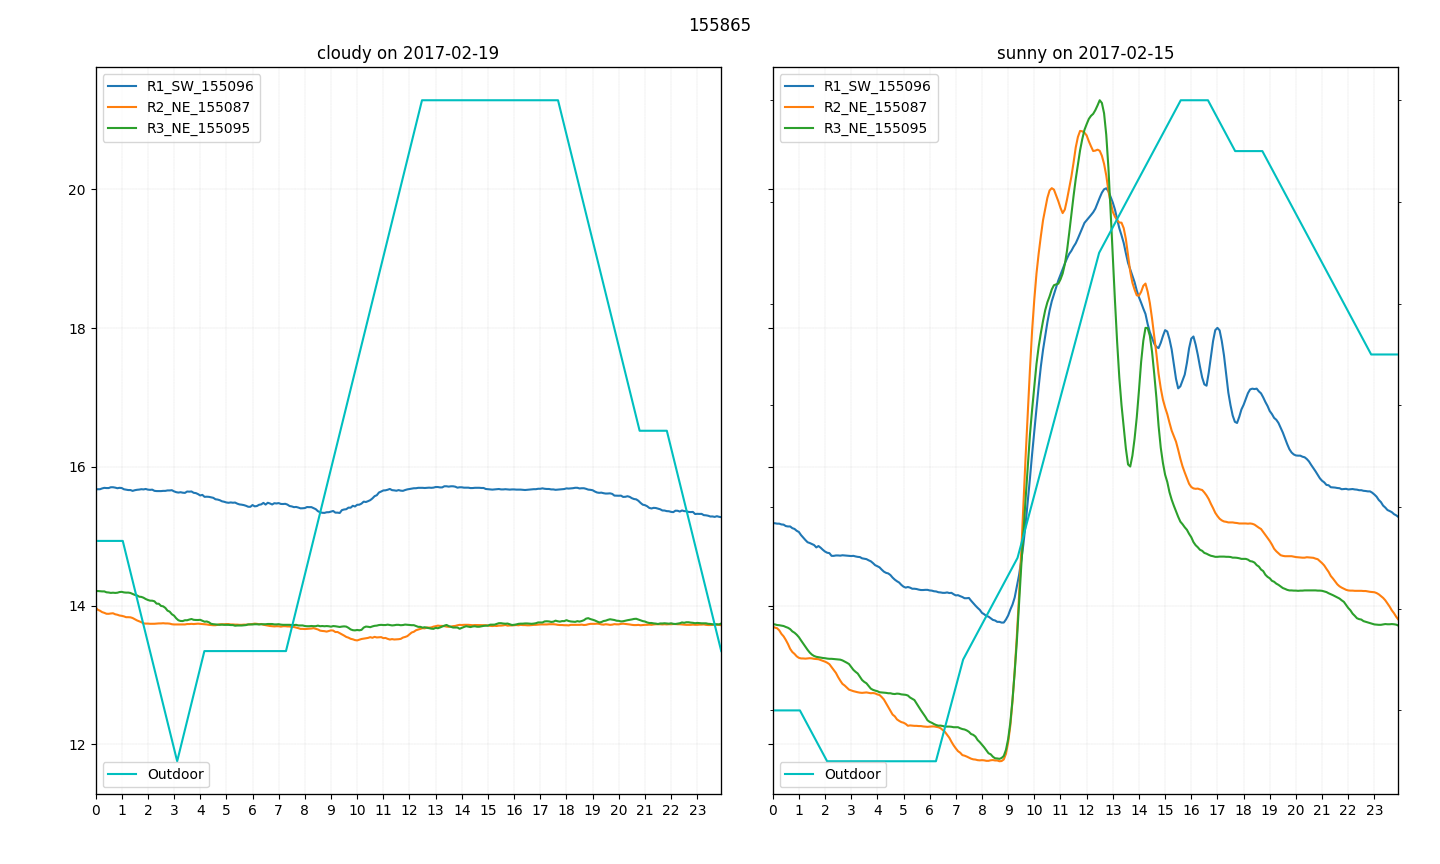 155865
cloudy on 2017-02-19
R1_SW_155096
R2_NE_155087
R3_NE_155095
20
18
16
14
12
Outdoor
0 1 2 3 4 5 6 7 8 9 10 11 12 13 14 15 16 17 18 19 20 21 22 23
sunny on 2017-02-15
R1_SW_155096
R2_NE_155087
R3_NE_155095
Outdoor
0 1 2 3 4 5 6 7 8 9 10 11 12 13 14 15 16 17 18 19 20 21 22 23